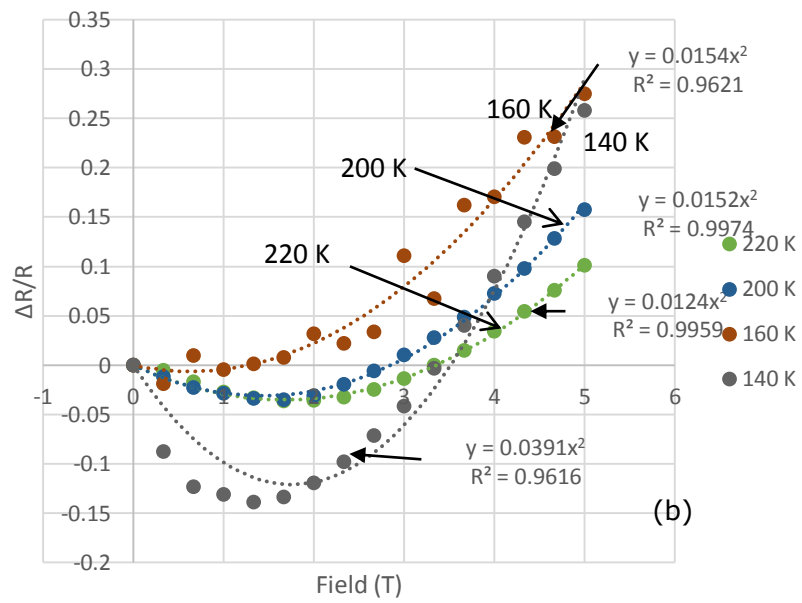 0.35
0.3
0.25
0.2
0.15
0.1
0.05
0
-0.05
-0.1
-0.15
-0.2
-1
0
1
2
3
4
5
6
ΔR/R
Field (T)
y = 0.0154x²
R² = 0.9621
160 K
140 K
200 K
y = 0.0152x²
R² = 0.9974
220 K
y = 0.0124x²
R² = 0.9959
y = 0.0391x²
R² = 0.9616
(b)
220 K
200 K
160 K
140 K